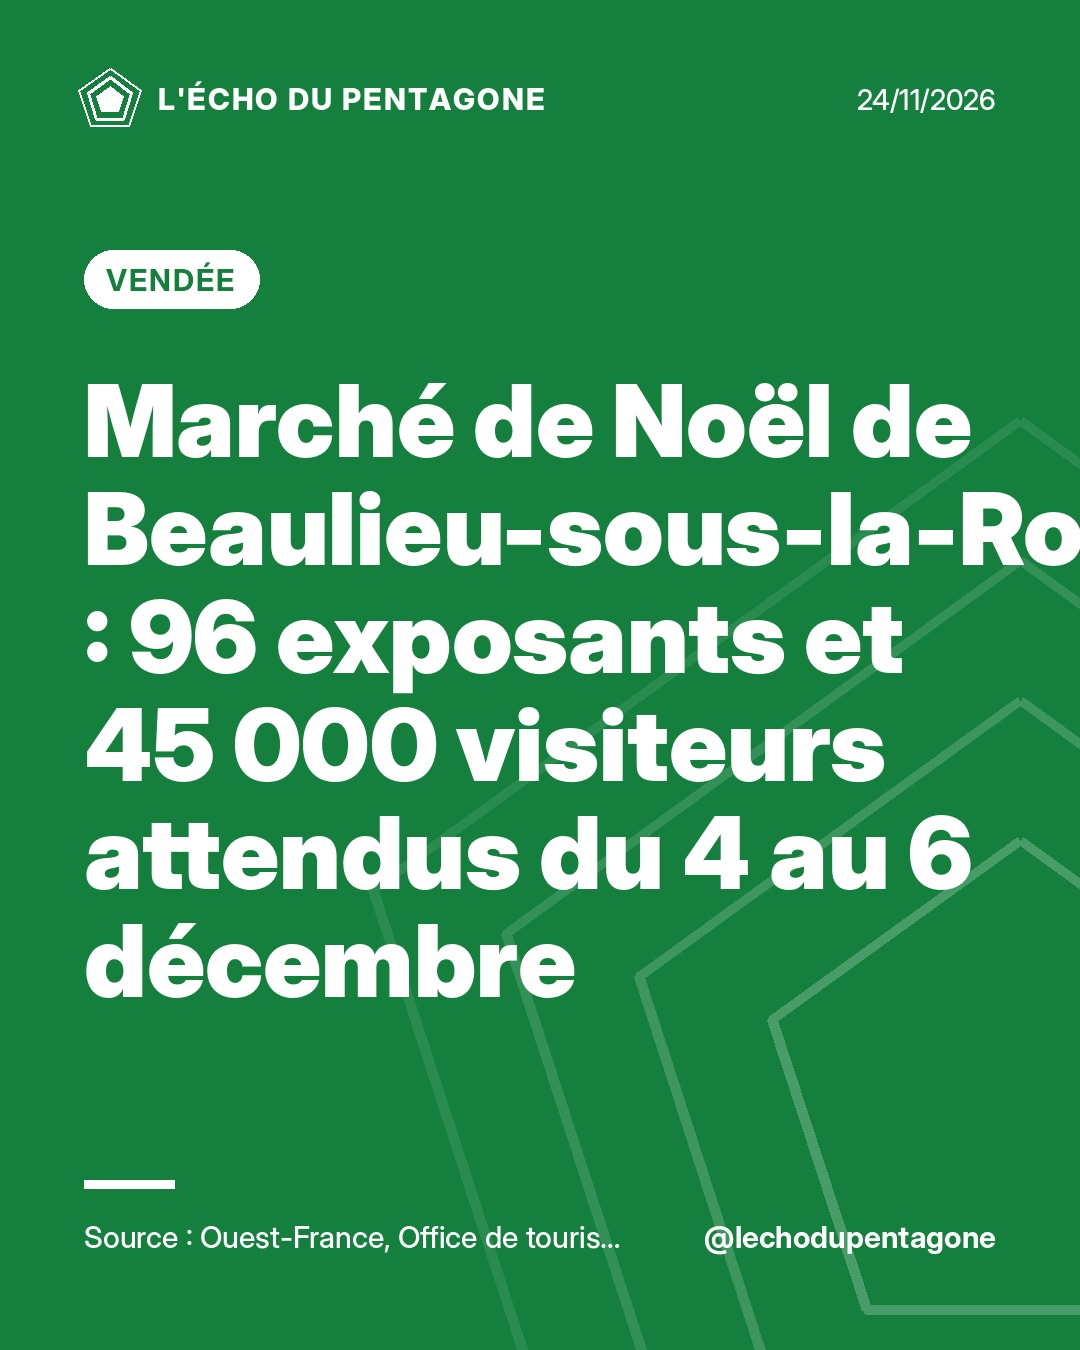 L'ÉCHO DU PENTAGONE
24/11/2026
VENDÉE
Marché de Noël de
Beaulieu-sous-la-Ro
: 96 exposants et
45 000 visiteurs
attendus du 4 au 6
décembre
Source : Ouest-France, Office de touris...
@lechodupentagone